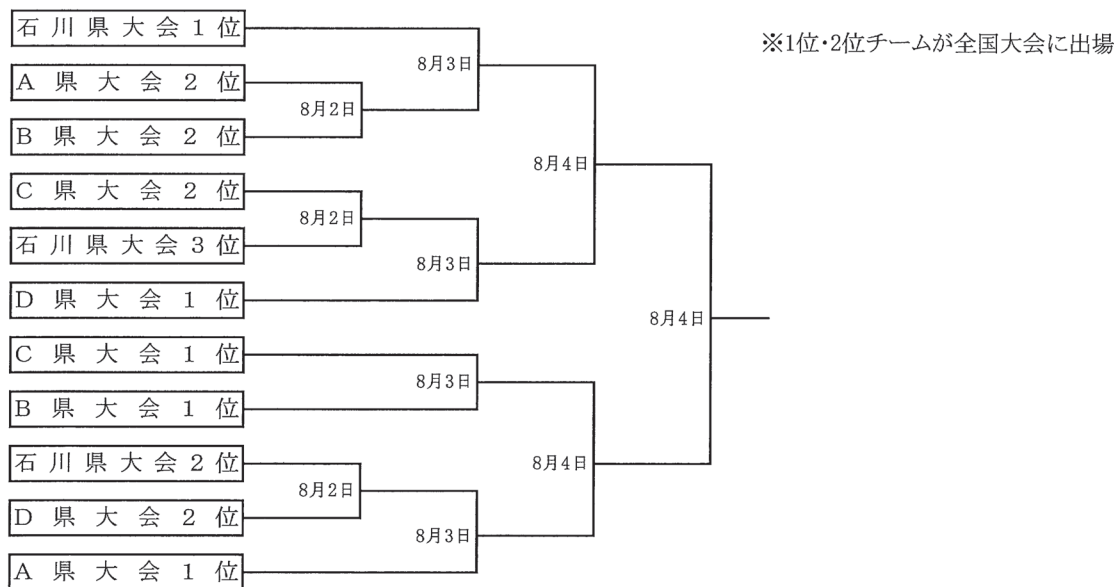 石川県大会1位
※1位・2位チームが全国大会に出場
8月3日
A県大会2位
8月2日
B県大会2位
8月4日
C県大会2位
8月2日
石川県大会3位
8月3日
D県大会1位
8月4日
C県大会1位
8月3日
B県大会1位
石川県大会2位
8月4日
8月2日
D県大会2位
8月3日
A県大会1位